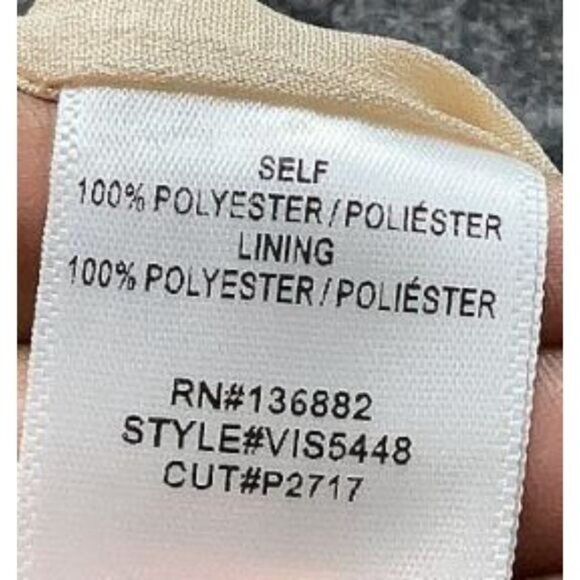 SELF
100% POLYESTER/POLIÉSTER
LINING
100% POLYESTER/POLIÉSTER
RN#136882
STYLE#VIS5448
CUT#P2717